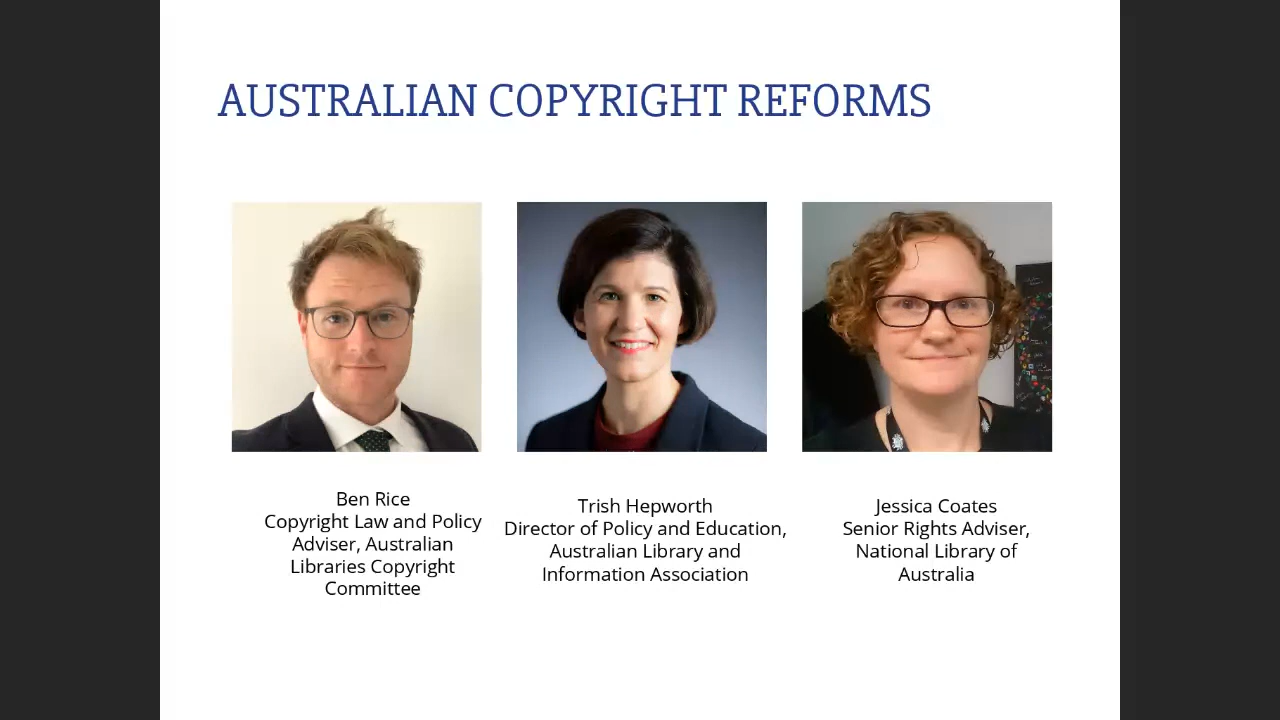 AUSTRALIAN COPYRIGHT REFORMS
Ben Rice
Copyright Law and Policy
Adviser, Australian
Libraries Copyright
Committee
Trish Hepworth
Director of Policy and Education,
Australian Library and
Information Association
Jessica Coates
Senior Rights Adviser,
National Library of
Australia